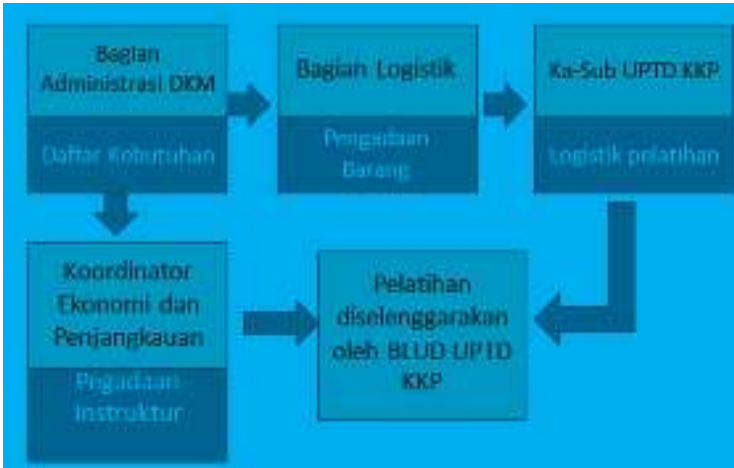 Bagian
Administrasi DKM
Daftar Kebutuhan
Bagian Logistik
Pengadaan
Barang
Ka-Sub UPTD KKP
Logistik pelatihan
Koordinator
Ekonomi dan
Penjangkauan
Pegadaan
Instruktur
Pelatihan
diselenggarakan
oleh BLUD UPTD
KKP